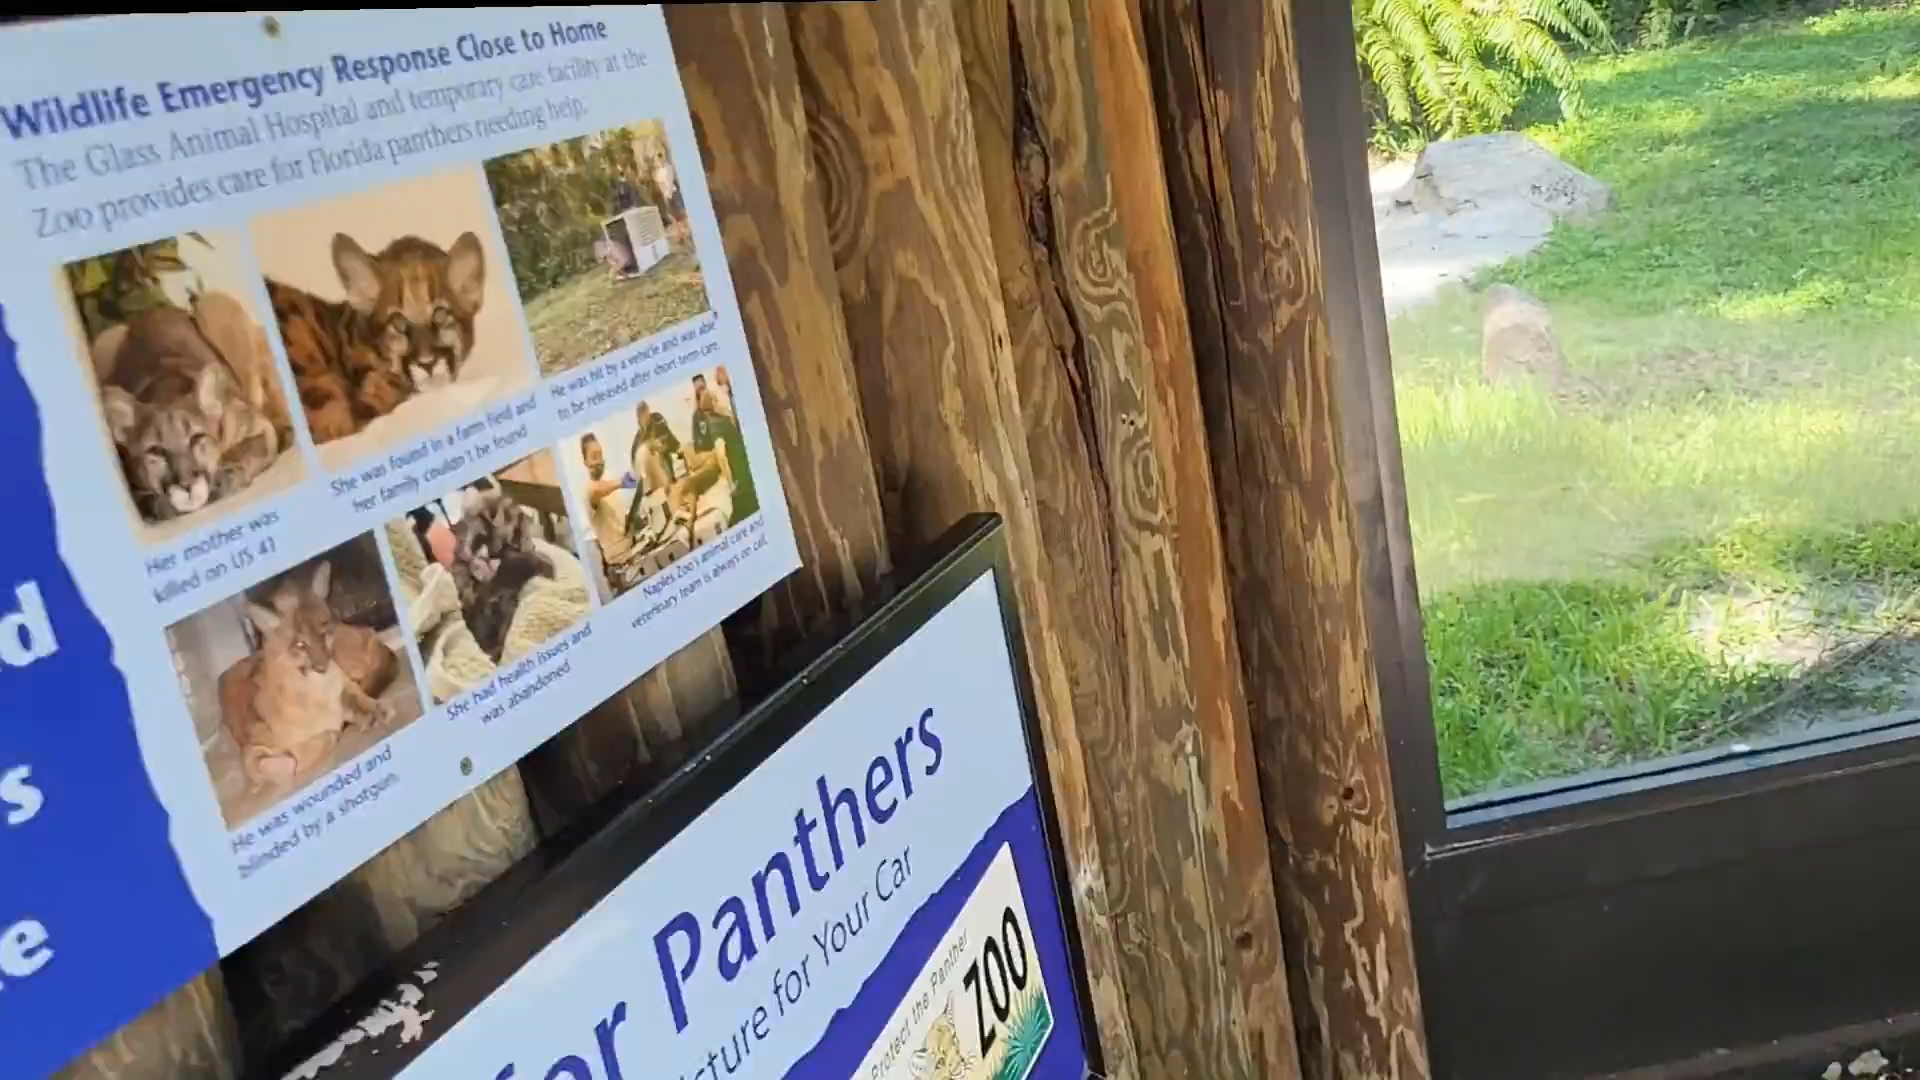 Wildlife Emergency Response Close to Home
The Glass Animal Hospital and temporary care facility at the
Zoo provides care for Florida panthers needing help.
Her mother was
killed on US 41
She was found in a farm field and
her family couldn't be found
He was hit by a vehicle and was able
to be released after short-term care
He was wounded and
blinded by a shotgun
She had health issues and
was abandoned
Naples Zoo's animal care and
veterinary team is always on call
d
s
e
for Panthers
icture for Your Car
Protect the Panther
ZOO